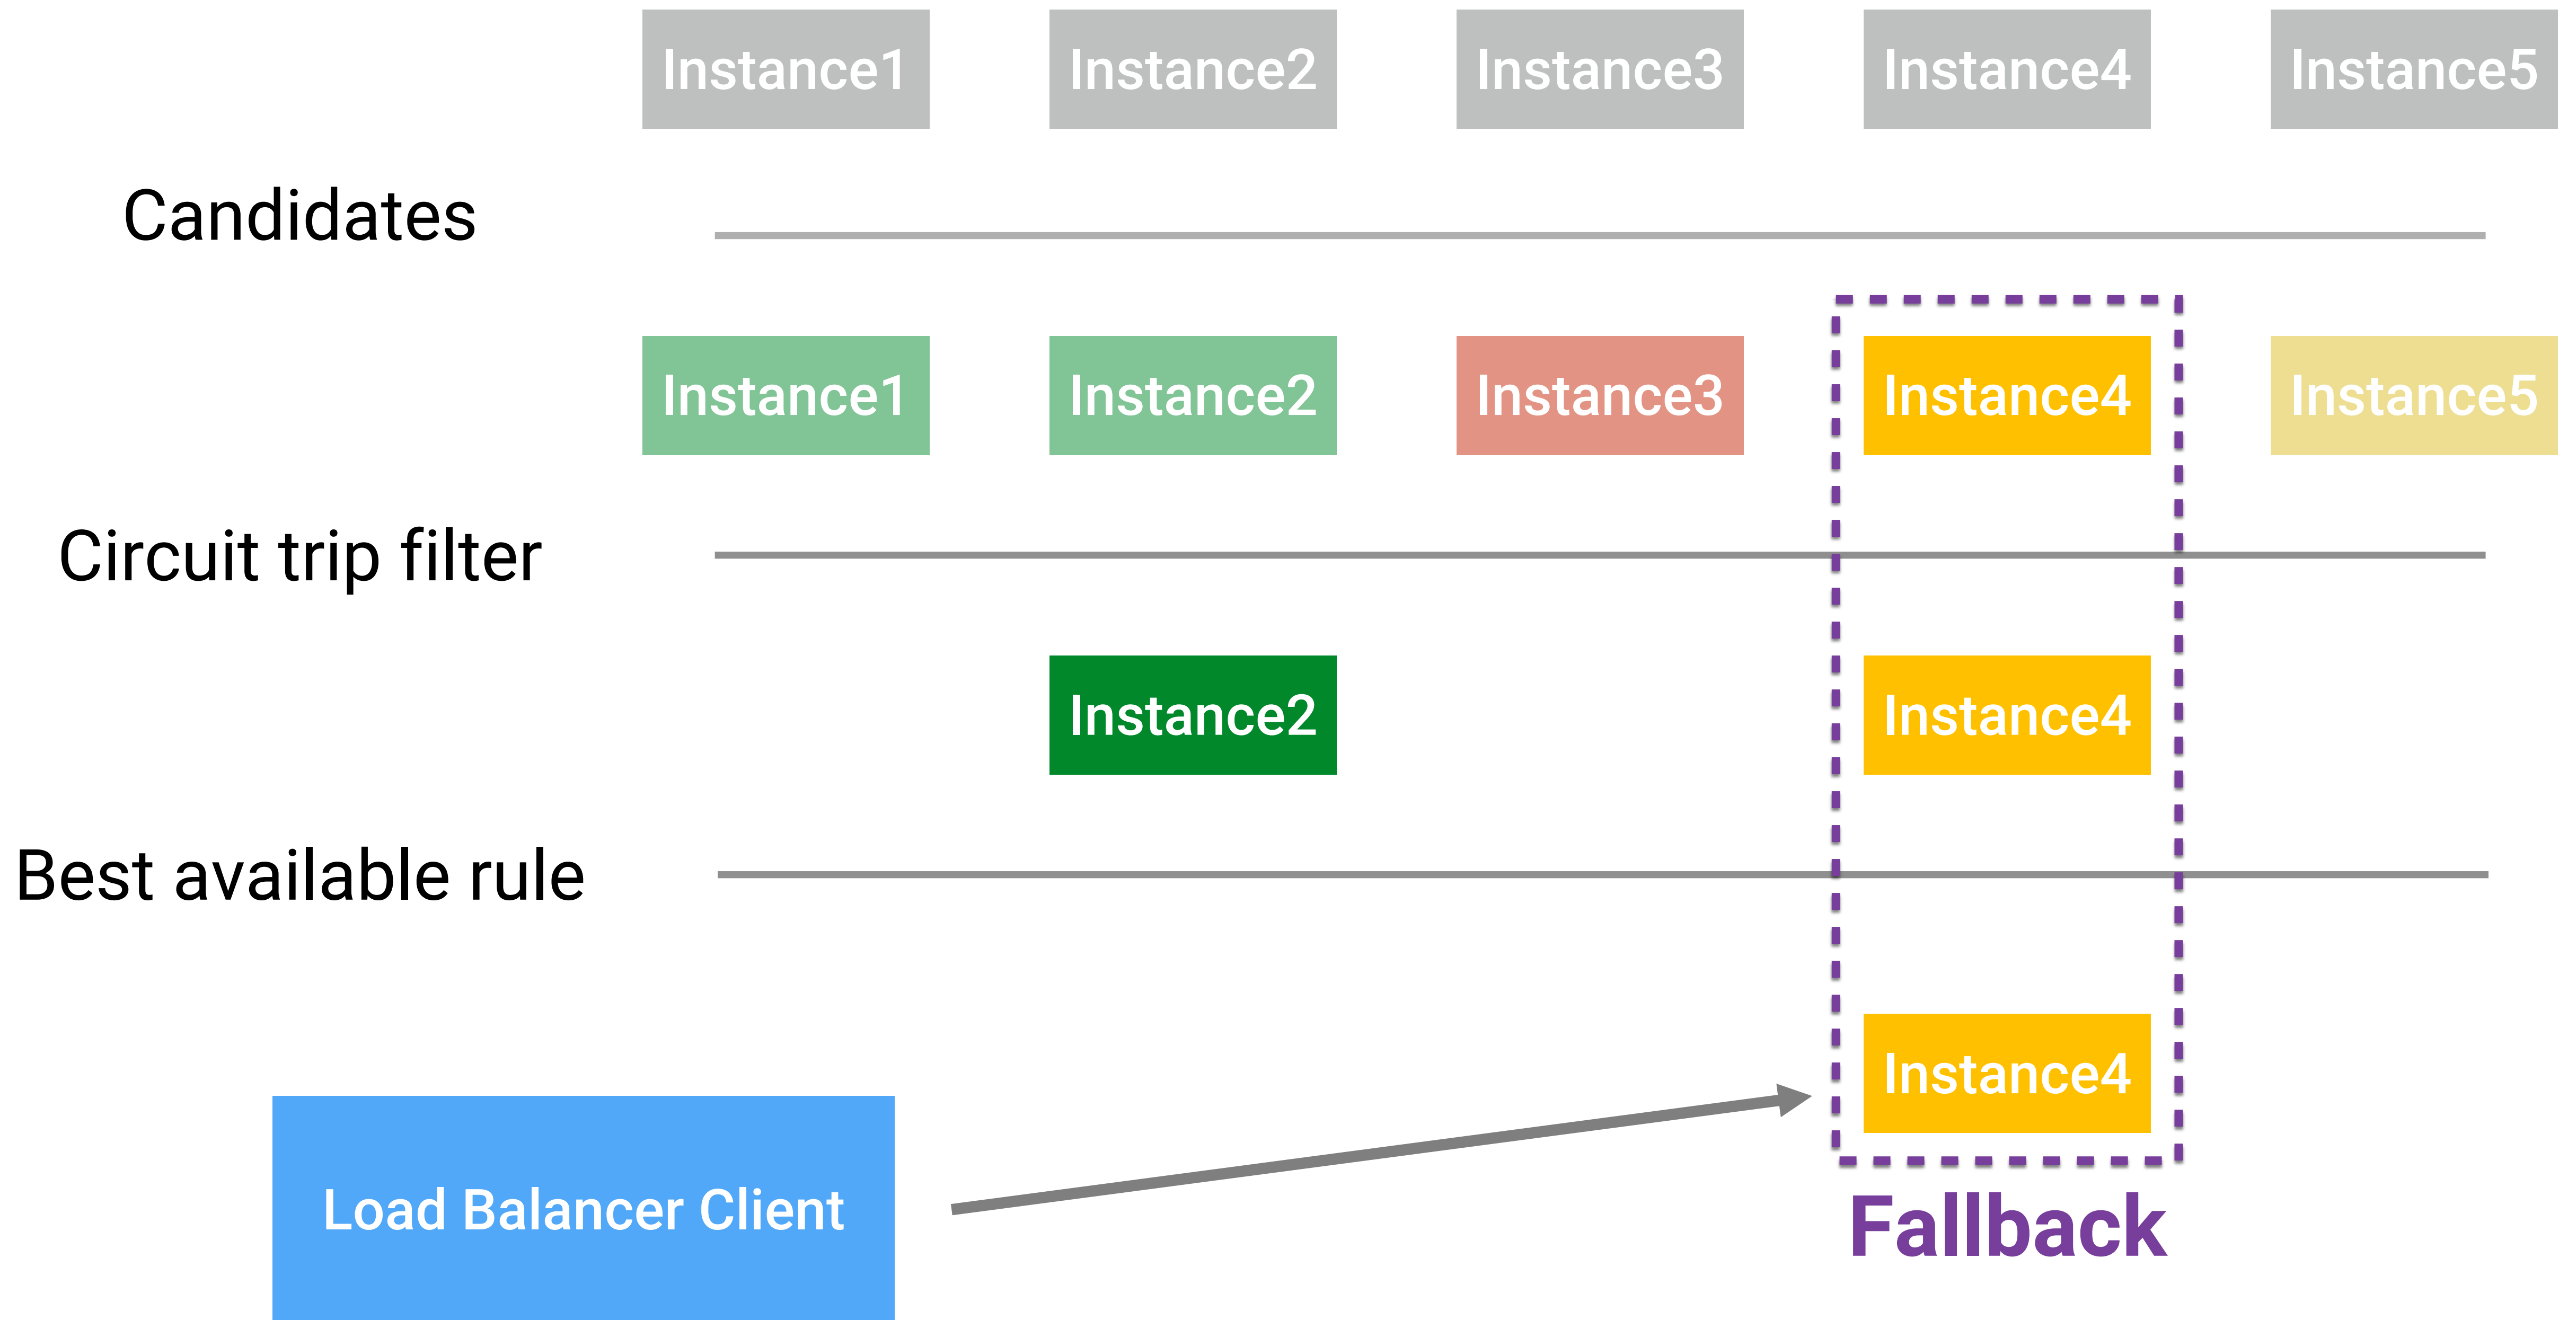 Instance1 Instance2 Instance3 Instance4 Instance5
Candidates
Instance1 Instance2 Instance3 Instance4 Instance5
Circuit trip filter
Instance2 Instance4
Best available rule
Instance4
Load Balancer Client
Fallback